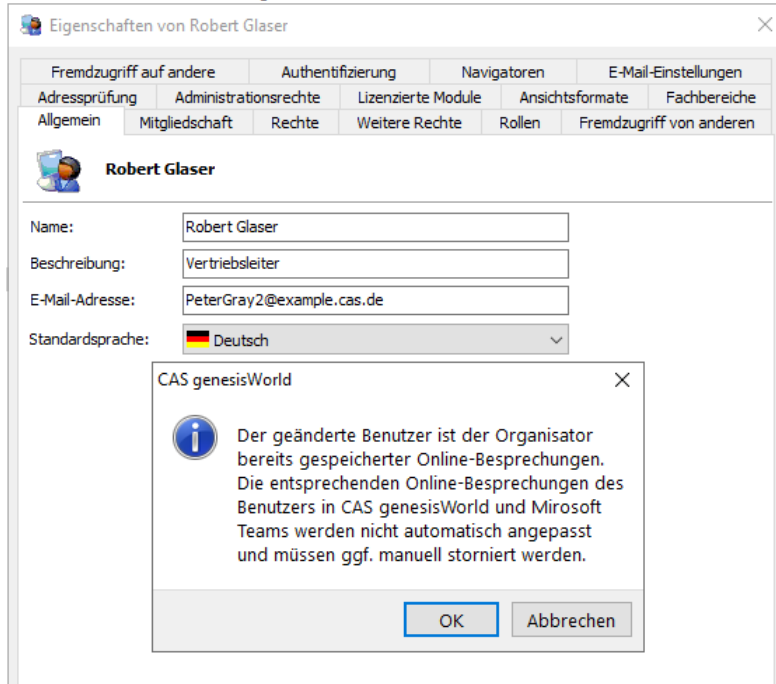 Eigenschaften von Robert Glaser
Fremdzugriff auf andere Authentifizierung Navigatoren E-Mail-Einstellungen
Adressprüfung Administrationsrechte Lizenzierte Module Ansichtsformate Fachbereiche
Allgemein Mitgliedschaft Rechte Weitere Rechte Rollen Fremdzugriff von anderen
Robert Glaser
Name: Robert Glaser
Beschreibung: Vertriebsleiter
E-Mail-Adresse: PeterGray2@example.cas.de
Standardsprache: Deutsch
CAS genesisWorld
Der geänderte Benutzer ist der Organisator
bereits gespeicherter Online-Besprechungen.
Die entsprechenden Online-Besprechungen des
Benutzers in CAS genesisWorld und Mirosoft
Teams werden nicht automatisch angepasst
und müssen ggf. manuell storniert werden.
OK Abbrechen